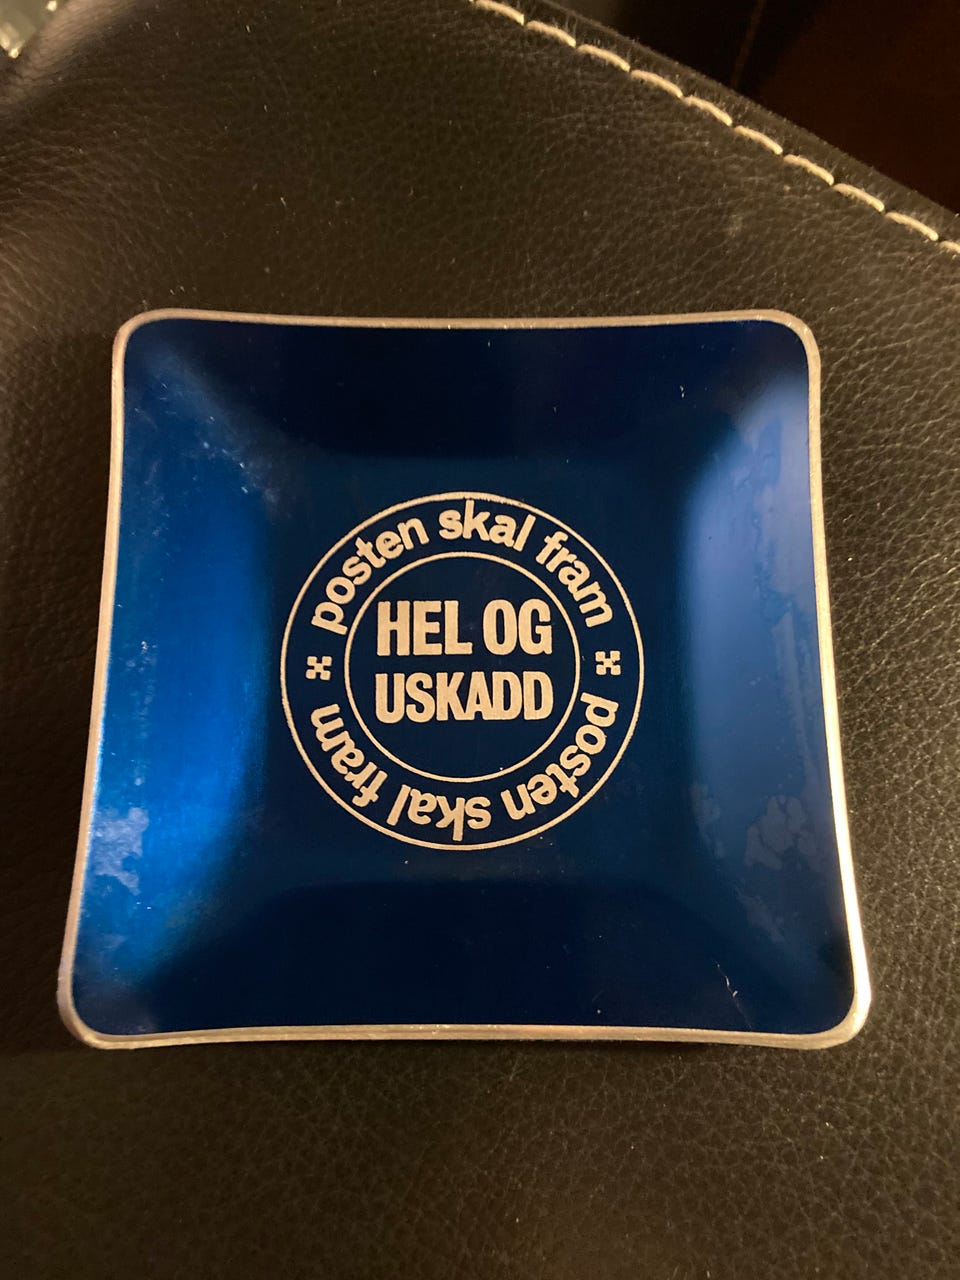 posten skal fram
HEL OG
USKADD
posten skal fram